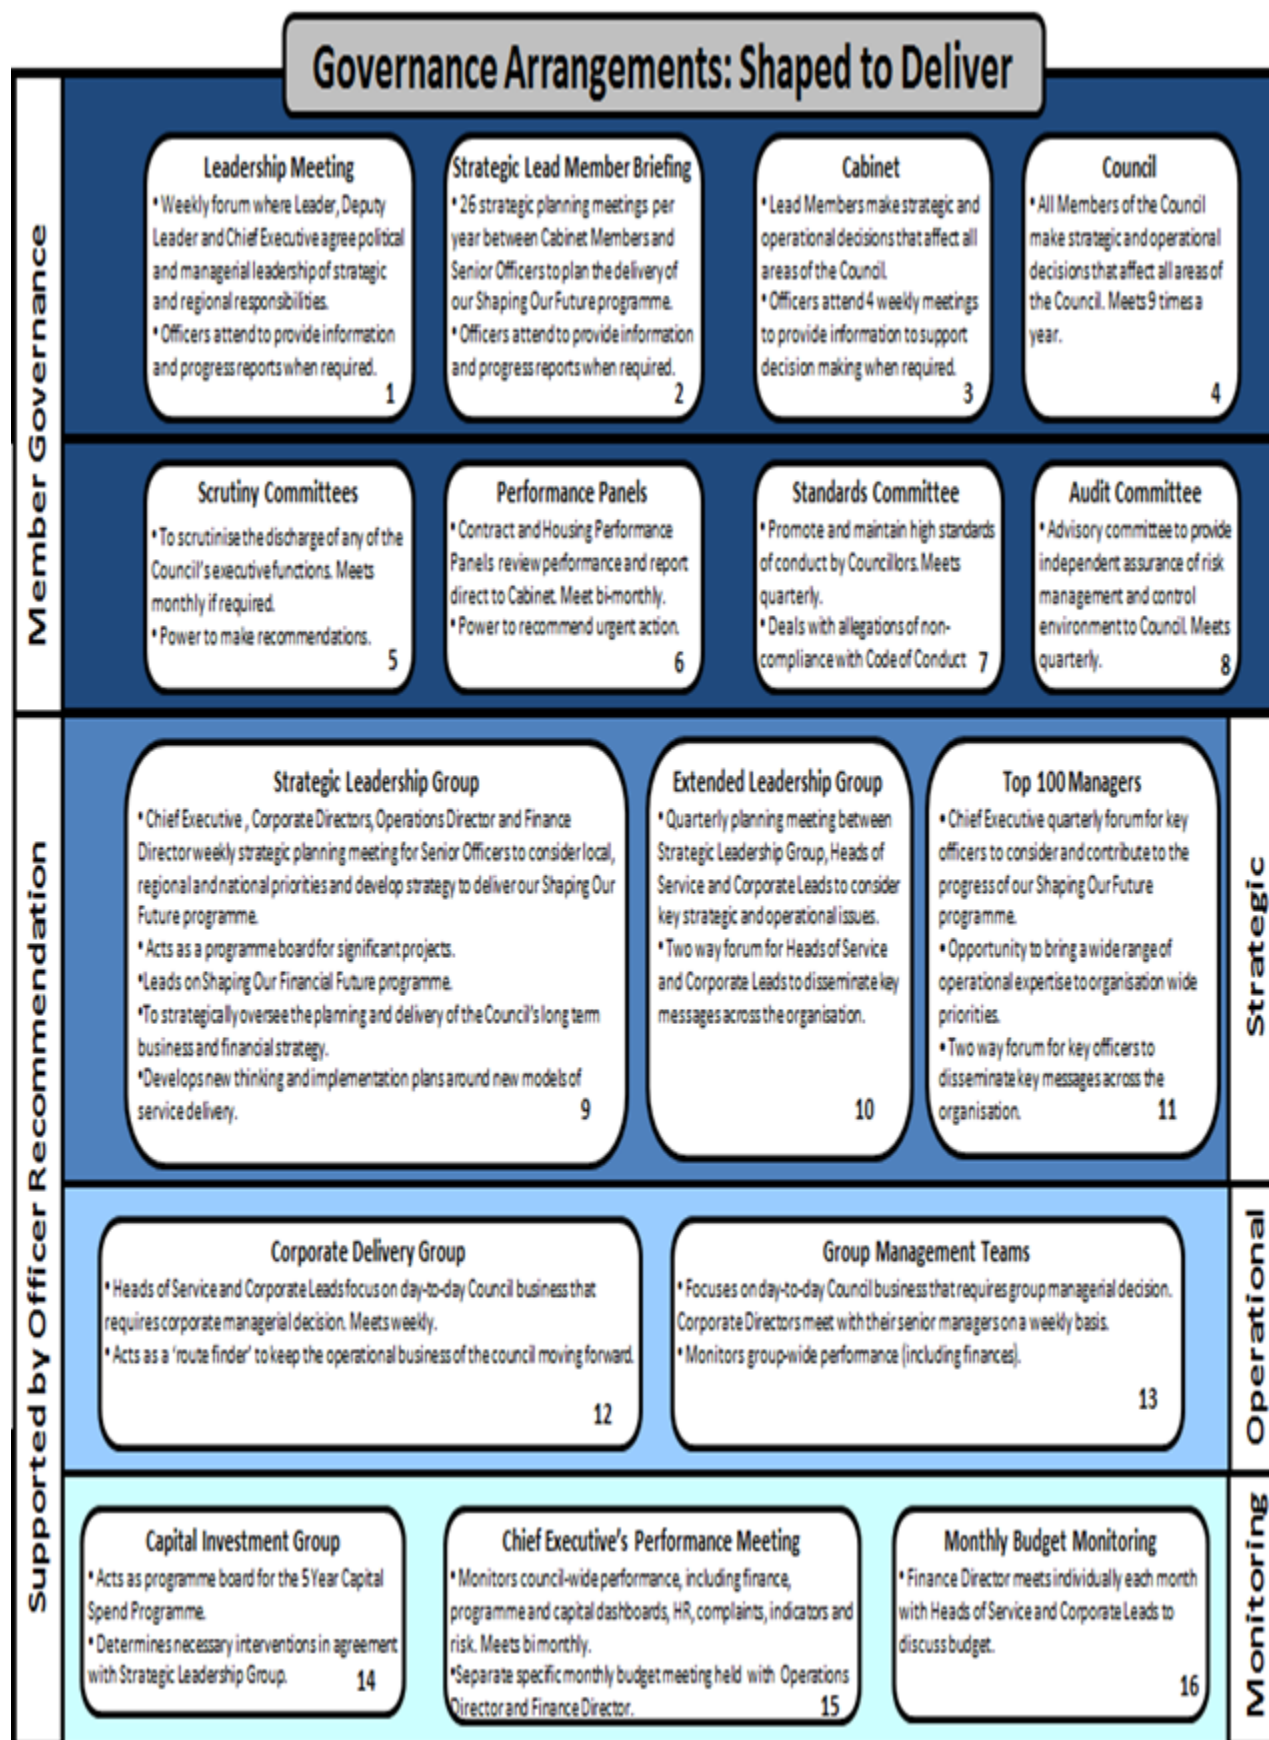 Governance Arrangements: Shaped to Deliver
Member Governance
Leadership Meeting
• Weekly forum where Leader, Deputy
Leader and Chief Executive agree political
and managerial leadership of strategic
and regional responsibilities.
• Officers attend to provide information
and progress reports when required.
1
Strategic Lead Member Briefing
• 26 strategic planning meetings per
year between Cabinet Members and
Senior Officers to plan the delivery of
our Shaping Our Future programme.
• Officers attend to provide information
and progress reports when required.
2
Cabinet
• Lead Members make strategic and
operational decisions that affect all
areas of the Council.
• Officers attend 4 weekly meetings
to provide information to support
decision making when required.
3
Council
• All Members of the Council
make strategic and operational
decisions that affect all areas of
the Council. Meets 9 times a
year.
4
Scrutiny Committees
• To scrutinise the discharge of any of the
Council's executive functions. Meets
monthly if required.
• Power to make recommendations.
5
Performance Panels
• Contract and Housing Performance
Panels review performance and report
direct to Cabinet. Meet bi-monthly.
• Power to recommend urgent action.
6
Standards Committee
• Promote and maintain high standards
of conduct by Councillors. Meets
quarterly.
• Deals with allegations of non-
compliance with Code of Conduct 7
Audit Committee
• Advisory committee to provide
independent assurance of risk
management and control
environment to Council. Meets
quarterly.
8
Supported by Officer Recommendation
Strategic
Strategic Leadership Group
•Chief Executive , Corporate Directors, Operations Director and Finance
Director weekly strategic planning meeting for Senior Officers to consider local,
regional and national priorities and develop strategy to deliver our Shaping Our
Future programme.
• Acts as a programme board for significant projects.
•Leads on Shaping Our Financial Future programme.
•To strategically oversee the planning and delivery of the Council's long term
business and financial strategy.
•Develops new thinking and implementation plans around new models of
service delivery.
9
Extended Leadership Group
• Quarterly planning meeting between
Strategic Leadership Group, Heads of
Service and Corporate Leads to consider
key strategic and operational issues.
• Two way forum for Heads of Service
and Corporate Leads to disseminate key
messages across the organisation.
10
Top 100 Managers
• Chief Executive quarterly forum for key
officers to consider and contribute to the
progress of our Shaping Our Future
programme.
• Opportunity to bring a wide range of
operational expertise to organisation wide
priorities.
• Two way forum for key officers to
disseminate key messages across the
organisation.
11
Operational
Corporate Delivery Group
• Heads of Service and Corporate Leads focus on day-to-day Council business that
requires corporate managerial decision. Meets weekly.
• Acts as a 'route finder' to keep the operational business of the council moving forward.
12
Group Management Teams
• Focuses on day-to-day Council business that requires group managerial decision.
Corporate Directors meet with their senior managers on a weekly basis.
• Monitors group-wide performance (including finances).
13
Monitoring
Capital Investment Group
• Acts as programme board for the 5 Year Capital
Spend Programme.
• Determines necessary interventions in agreement
with Strategic Leadership Group.
14
Chief Executive's Performance Meeting
• Monitors council-wide performance, including finance,
programme and capital dashboards, HR, complaints, indicators and
risk. Meets bimonthly.
•Separate specific monthly budget meeting held with Operations
Director and Finance Director.
15
Monthly Budget Monitoring
• Finance Director meets individually each month
with Heads of Service and Corporate Leads to
discuss budget.
16